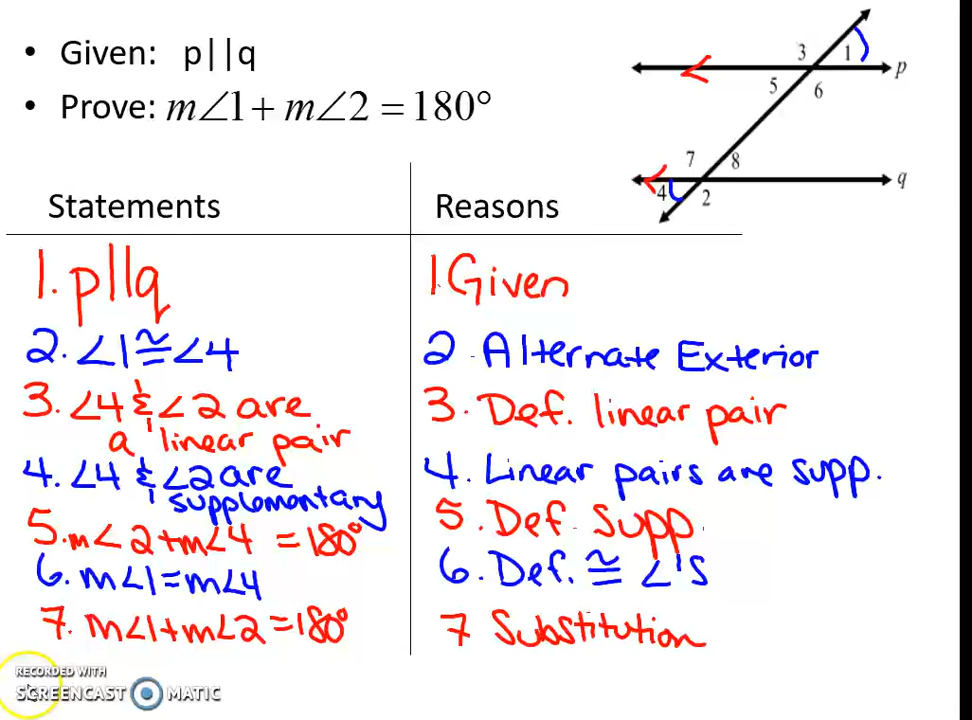 • Given: p||q
• Prove: m∠1 + m∠2 = 180°
3 1
p
5 6
7 8
q
4 2
Statements Reasons
1. p||q 1 Given
2. ∠1≅∠4 2 Alternate Exterior
3. ∠4 & ∠2 are 3. Def. linear pair
a linear pair
4. ∠4 & ∠2 are 4. Linear pairs are supp.
supplementary
5. m∠2+m∠4 = 180° 5. Def. Supp.
6. m∠1=m∠4 6. Def. ≅ ∠'s
7. m∠1+m∠2=180° 7 Substitution
RECORDED WITH
SCREENCAST MATIC